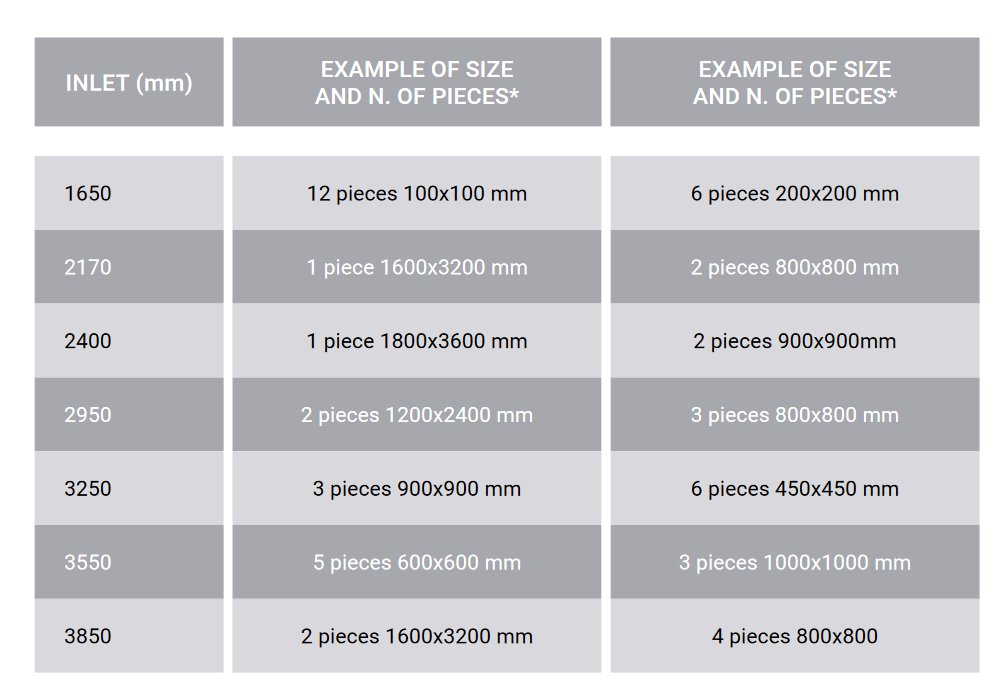 INLET (mm)
EXAMPLE OF SIZE
AND N. OF PIECES*
EXAMPLE OF SIZE
AND N. OF PIECES*
1650 12 pieces 100x100 mm 6 pieces 200x200 mm
2170 1 piece 1600x3200 mm 2 pieces 800x800 mm
2400 1 piece 1800x3600 mm 2 pieces 900x900mm
2950 2 pieces 1200x2400 mm 3 pieces 800x800 mm
3250 3 pieces 900x900 mm 6 pieces 450x450 mm
3550 5 pieces 600x600 mm 3 pieces 1000x1000 mm
3850 2 pieces 1600x3200 mm 4 pieces 800x800